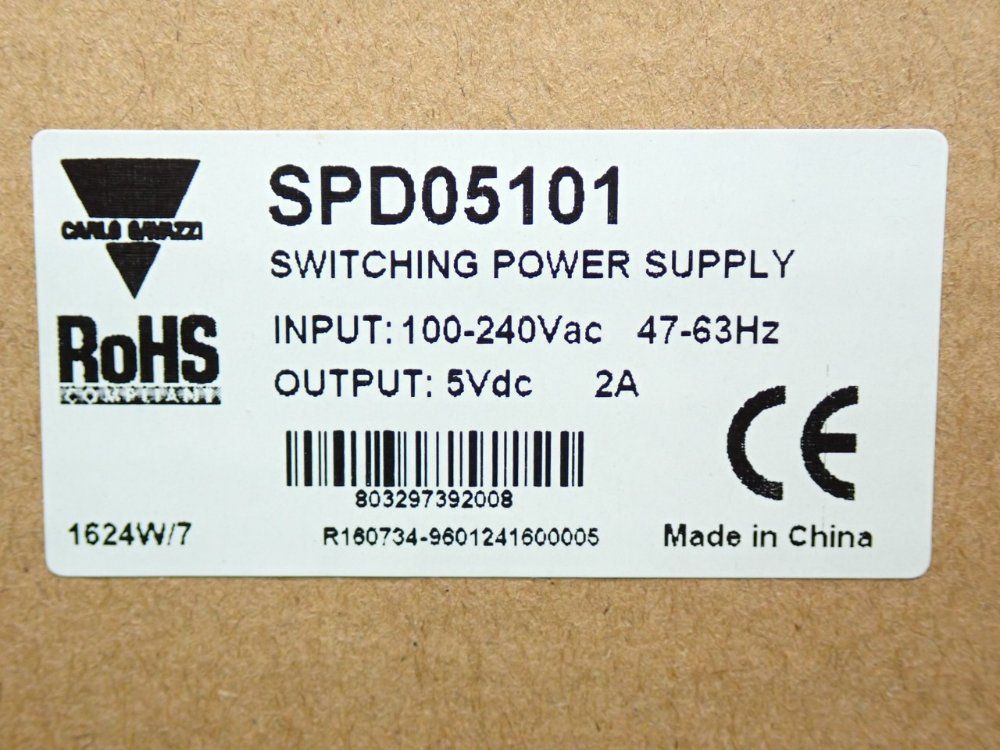 CARLO GAVAZZI
SPD05101
SWITCHING POWER SUPPLY
RoHS
COMPLIANT
INPUT: 100-240Vac 47-63Hz
OUTPUT: 5Vdc 2A
CE
803297392008
1624W/7
R160734-9601241600005
Made in China